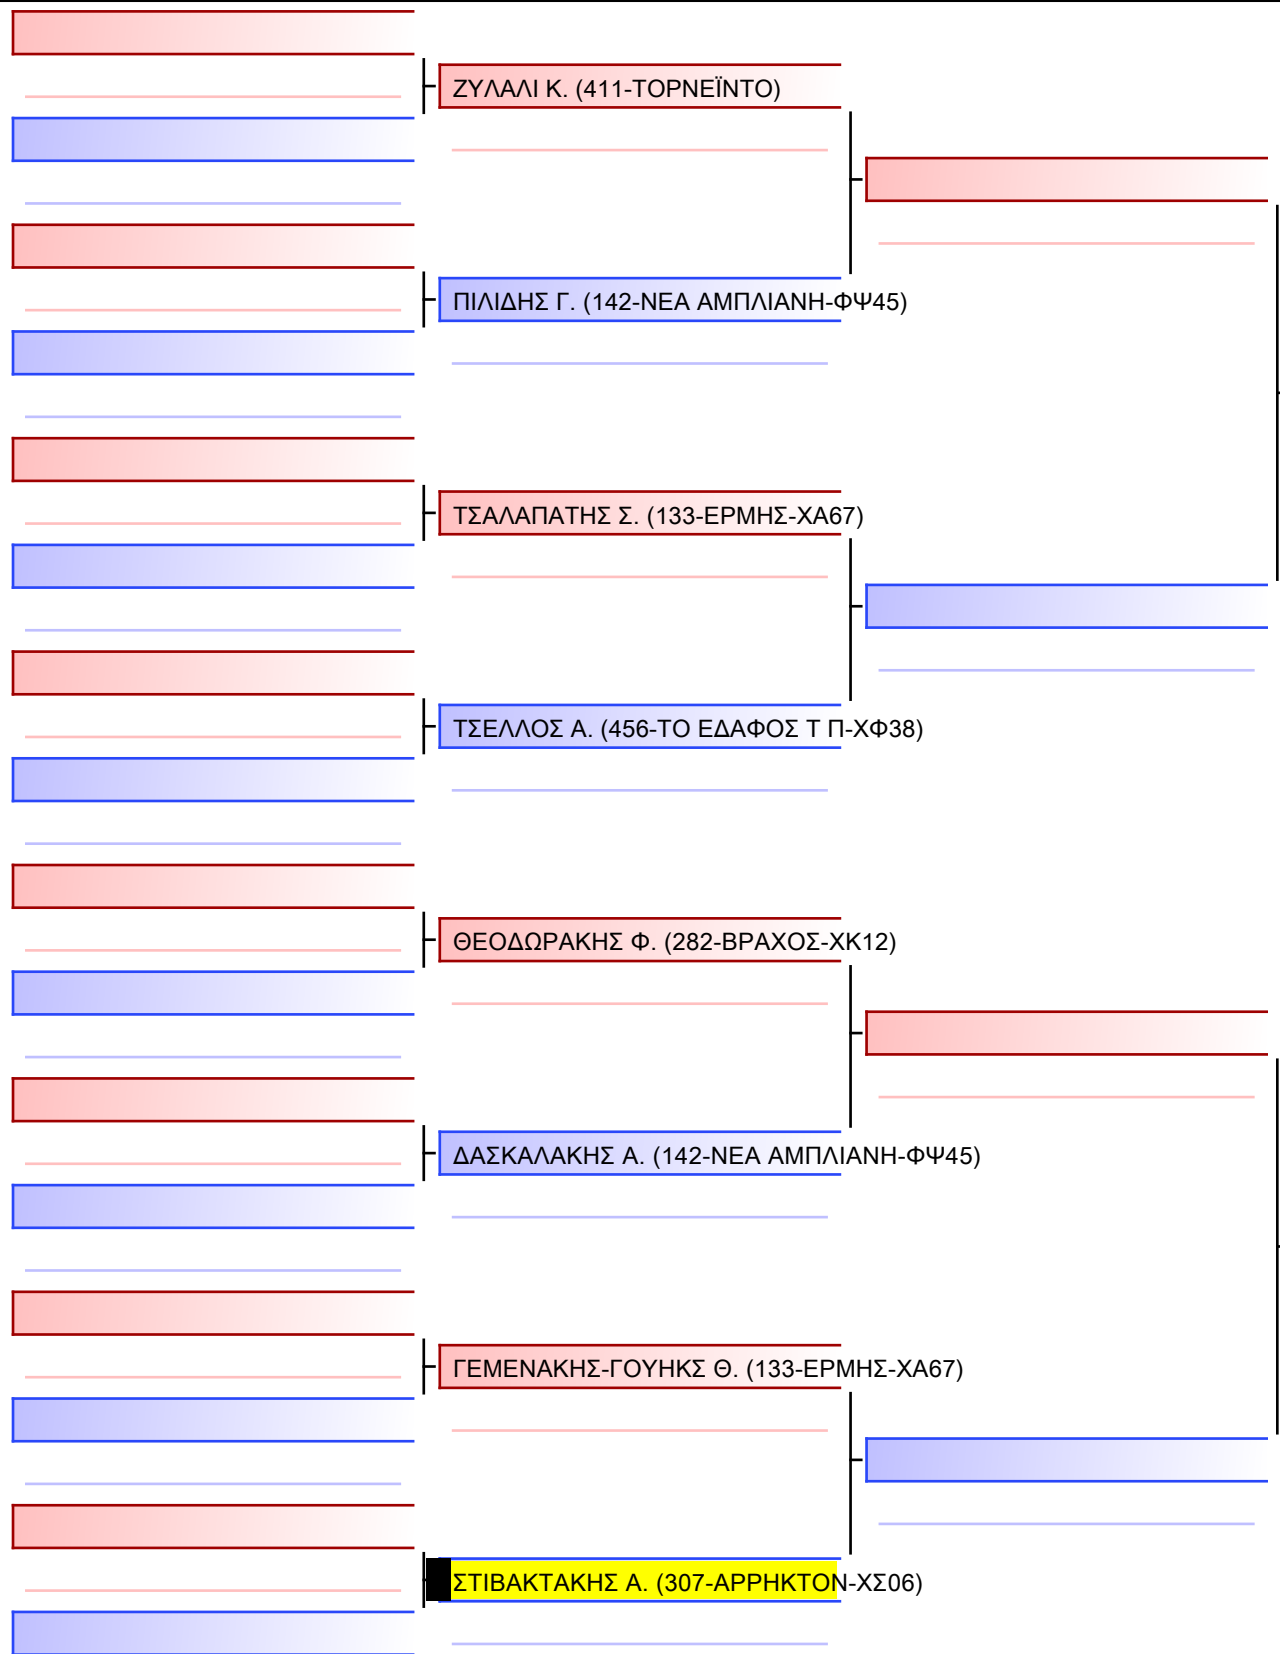 ΖΥΛΑΛΙ Κ. (411-ΤΟΡΝΕΪΝΤΟ)
ΠΙΛΙΔΗΣ Γ. (142-ΝΕΑ ΑΜΠΛΙΑΝΗ-ΦΨ45)
ΤΣΑΛΑΠΑΤΗΣ Σ. (133-ΕΡΜΗΣ-ΧΑ67)
ΤΣΕΛΛΟΣ Α. (456-ΤΟ ΕΔΑΦΟΣ Τ Π-ΧΦ38)
ΘΕΟΔΩΡΑΚΗΣ Φ. (282-ΒΡΑΧΟΣ-ΧΚ12)
ΔΑΣΚΑΛΑΚΗΣ Α. (142-ΝΕΑ ΑΜΠΛΙΑΝΗ-ΦΨ45)
ΓΕΜΕΝΑΚΗΣ-ΓΟΥΗΚΣ Θ. (133-ΕΡΜΗΣ-ΧΑ67)
ΣΤΙΒΑΚΤΑΚΗΣ Α. (307-ΑΡΡΗΚΤΟΝ-ΧΣ06)